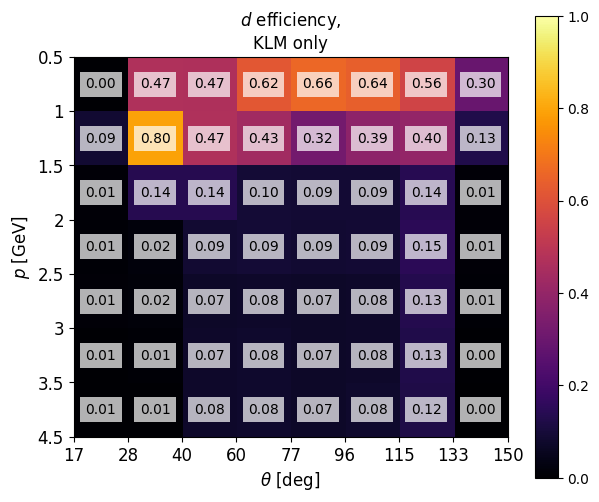 d efficiency,
KLM only
0.5
0.00 0.47 0.47 0.62 0.66 0.64 0.56 0.30
1
0.09 0.80 0.47 0.43 0.32 0.39 0.40 0.13
1.5
0.01 0.14 0.14 0.10 0.09 0.09 0.14 0.01
2
0.01 0.02 0.09 0.09 0.09 0.09 0.15 0.01
2.5
0.01 0.02 0.07 0.08 0.07 0.08 0.13 0.01
3
0.01 0.01 0.07 0.08 0.07 0.08 0.13 0.00
3.5
0.01 0.01 0.08 0.08 0.07 0.08 0.12 0.00
4.5
p [GeV]
17 28 40 60 77 96 115 133 150
θ [deg]
1.0
0.8
0.6
0.4
0.2
0.0